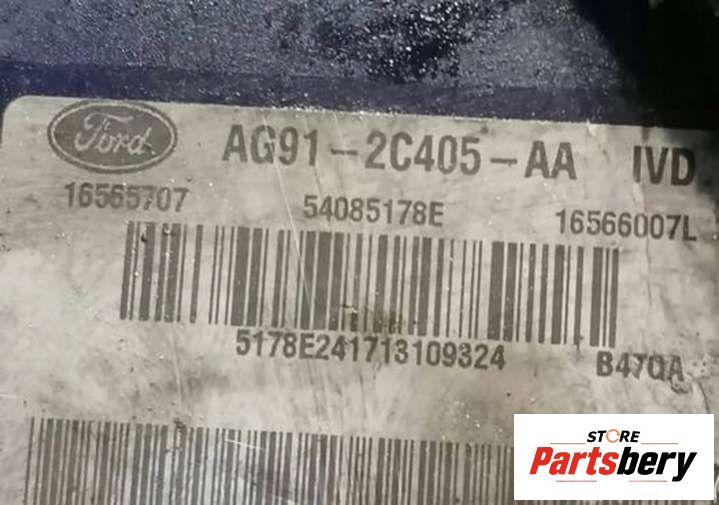 Ford AG91-2C405-AA IVD
16565707 54085178E 16566007L
5178E241713109324 B47QA
STORE
Partsbery